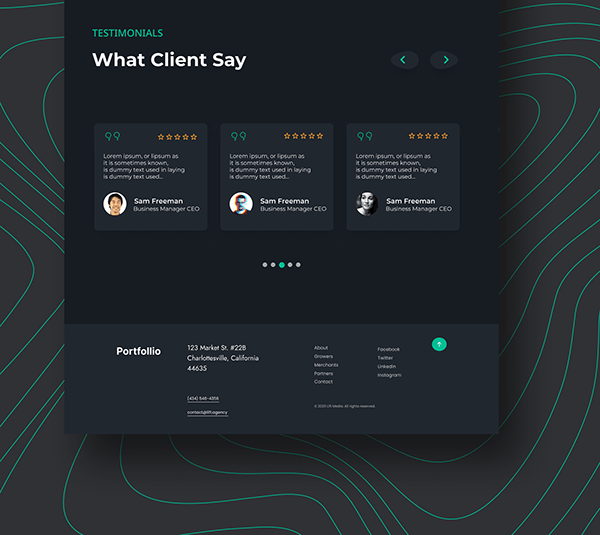 TESTIMONIALS
What Client Say
Lorem ipsum, or lipsum as
it is sometimes known,
is dummy text used in laying
is dummy text used...
Sam Freeman
Business Manager CEO
Lorem ipsum, or lipsum as
it is sometimes known,
is dummy text used in laying
is dummy text used...
Sam Freeman
Business Manager CEO
Lorem ipsum, or lipsum as
it is sometimes known,
is dummy text used in laying
is dummy text used...
Sam Freeman
Business Manager CEO
Portfollio
123 Market St. #22B
Charlottesville, California
44635
(434) 546-4356
contact@lift.agency
About
Growers
Merchants
Partners
Contact
Facebook
Twitter
Linkedin
Instagram
© 2020 Lift Media. All rights reserved.